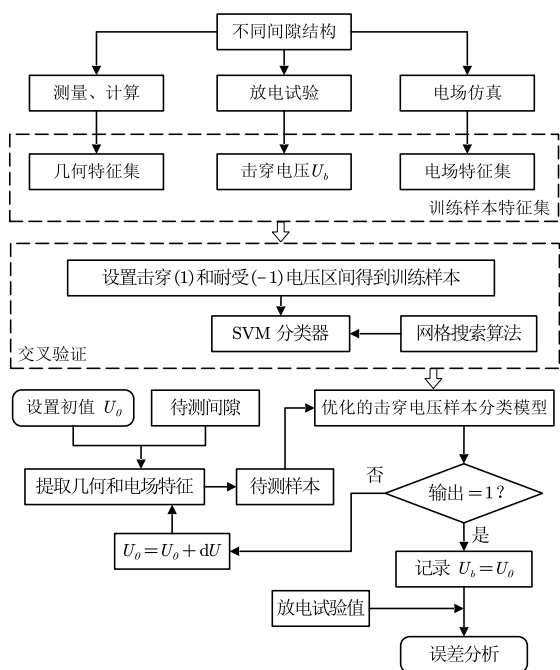 不同间隙结构
测量、计算
放电试验
电场仿真
几何特征集
击穿电压U_b
电场特征集
训练样本特征集
设置击穿(1)和耐受(-1)电压区间得到训练样本
SVM 分类器
网格搜索算法
交叉验证
设置初值 U_0
待测间隙
优化的击穿电压样本分类模型
提取几何和电场特征
待测样本
否
输出=1?
是
U_0=U_0+dU
记录 U_b=U_0
放电试验值
误差分析